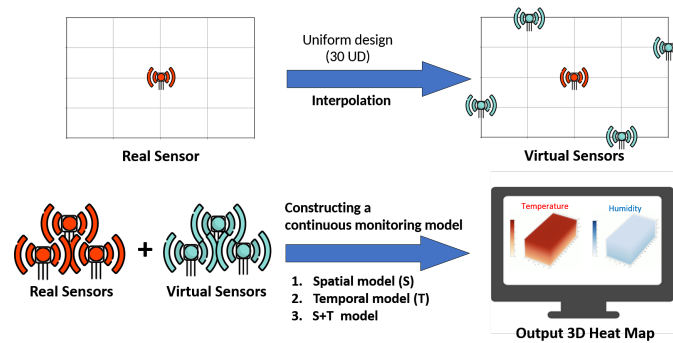 Uniform design
(30 UD)
Interpolation
Real Sensor
Virtual Sensors
Constructing a
continuous monitoring model
1. Spatial model (S)
2. Temporal model (T)
3. S+T model
Real Sensors
+
Virtual Sensors
Temperature
Humidity
Output 3D Heat Map